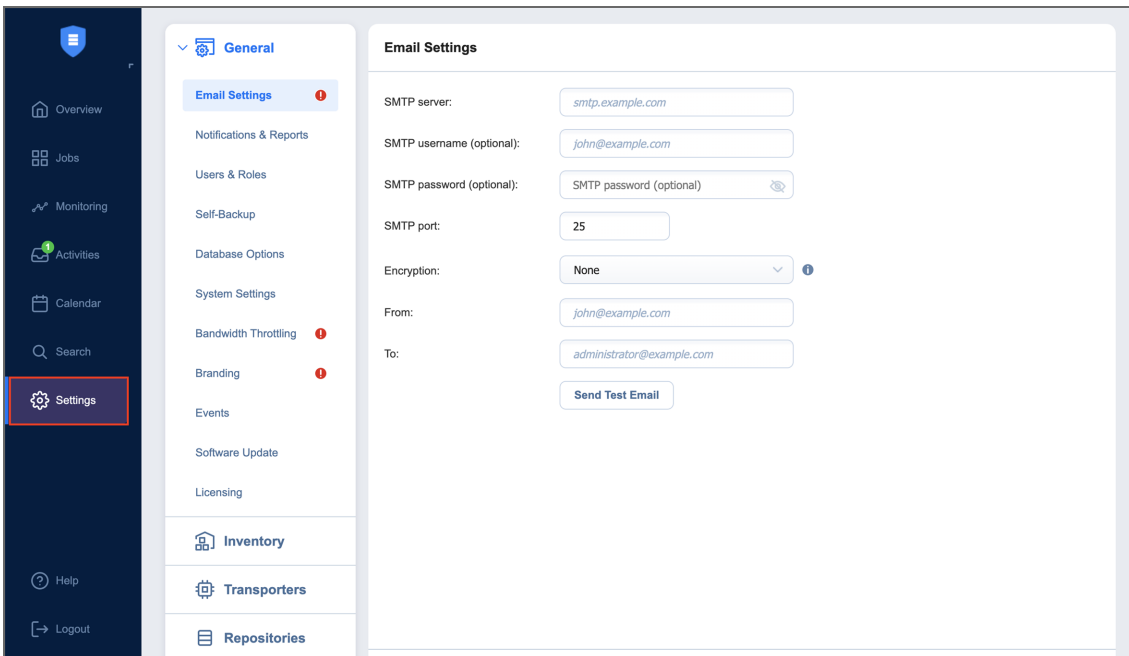 Overview
Jobs
Monitoring
1
Activities
Calendar
Search
Settings
Help
Logout
General
Email Settings
Notifications & Reports
Users & Roles
Self-Backup
Database Options
System Settings
Bandwidth Throttling
Branding
Events
Software Update
Licensing
Inventory
Transporters
Repositories
Email Settings
SMTP server: smtp.example.com
SMTP username (optional): john@example.com
SMTP password (optional): SMTP password (optional)
SMTP port: 25
Encryption: None
From: john@example.com
To: administrator@example.com
Send Test Email